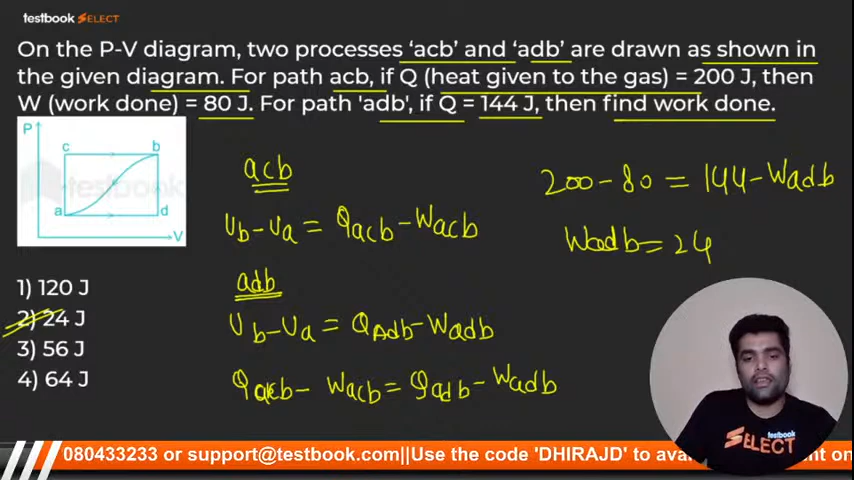 testbook SELECT
On the P-V diagram, two processes 'acb' and 'adb' are drawn as shown in
the given diagram. For path acb, if Q (heat given to the gas) = 200 J, then
W (work done) = 80 J. For path 'adb', if Q = 144 J, then find work done.
P
c
b
testbook
a
d
V
acb
Ub-Ua = Qacb-Wacb
adb
Ub-Ua = QAdb-Wadb
Qacb- Wacb = Qadb-Wadb
200-80 = 144-Wadb
Wadb = 24
1) 120 J
2) 24 J
3) 56 J
4) 64 J
testbook
SELECT
080433233 or support@testbook.com||Use the code 'DHIRAJD' to ava
ent on